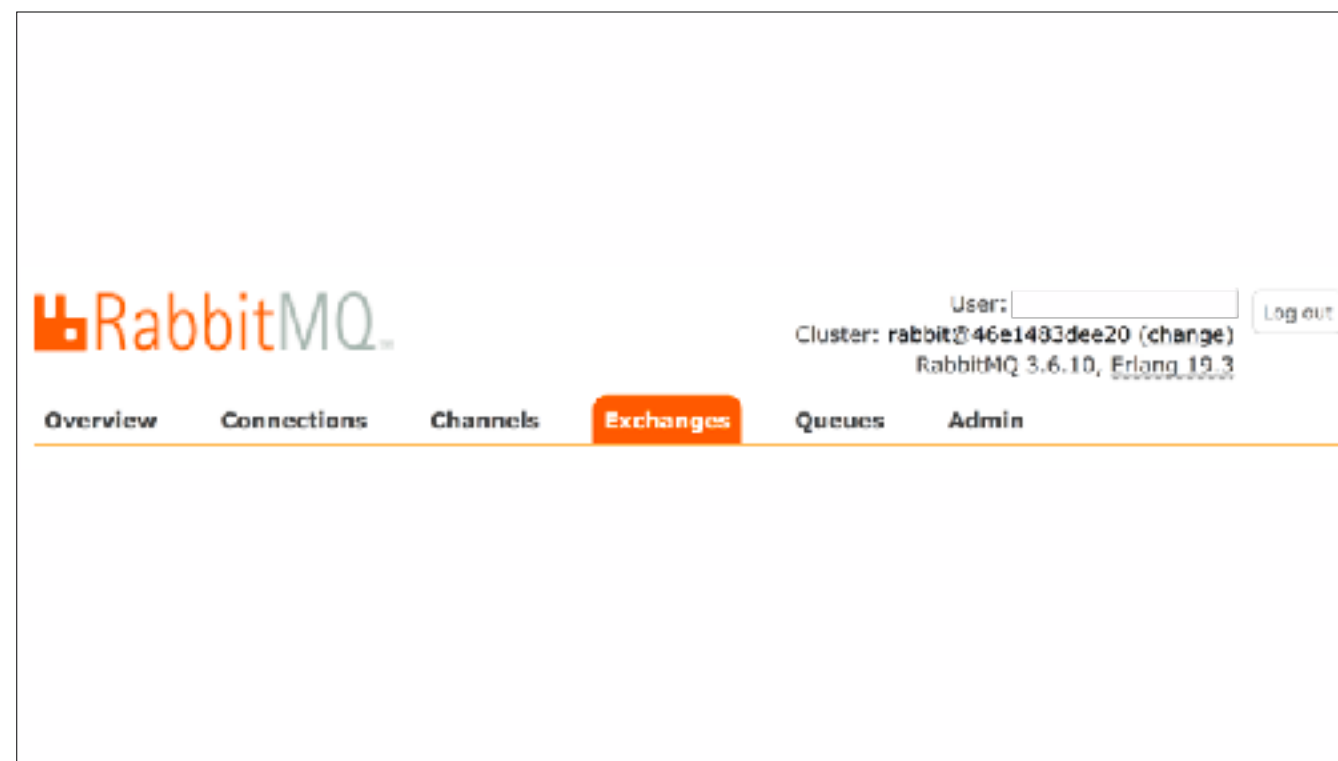 RabbitMQ
User:
Log out
Cluster: rabbit@46e1483dee20 (change)
RabbitMQ 3.6.10, Erlang 19.3
Overview Connections Channels Exchanges Queues Admin